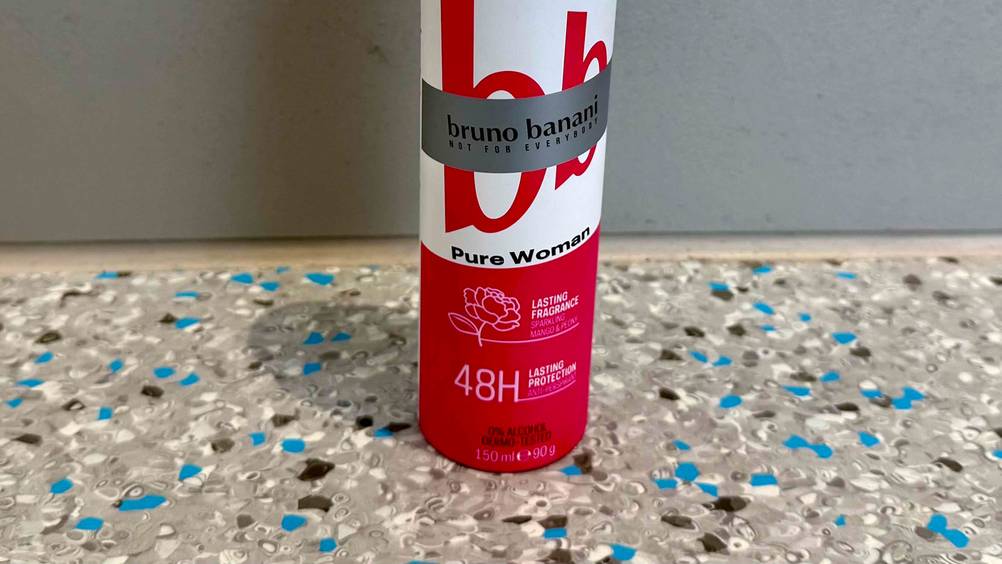 bb
bruno banani
NOT FOR EVERYBODY
Pure Woman
LASTING
FRAGRANCE
SPARKLING
MANGO & PEONY
48H
LASTING
PROTECTION
ANTI-PERSPIRANT
0% ALCOHOL
DERMO-TESTED
150 ml ℮ 90 g